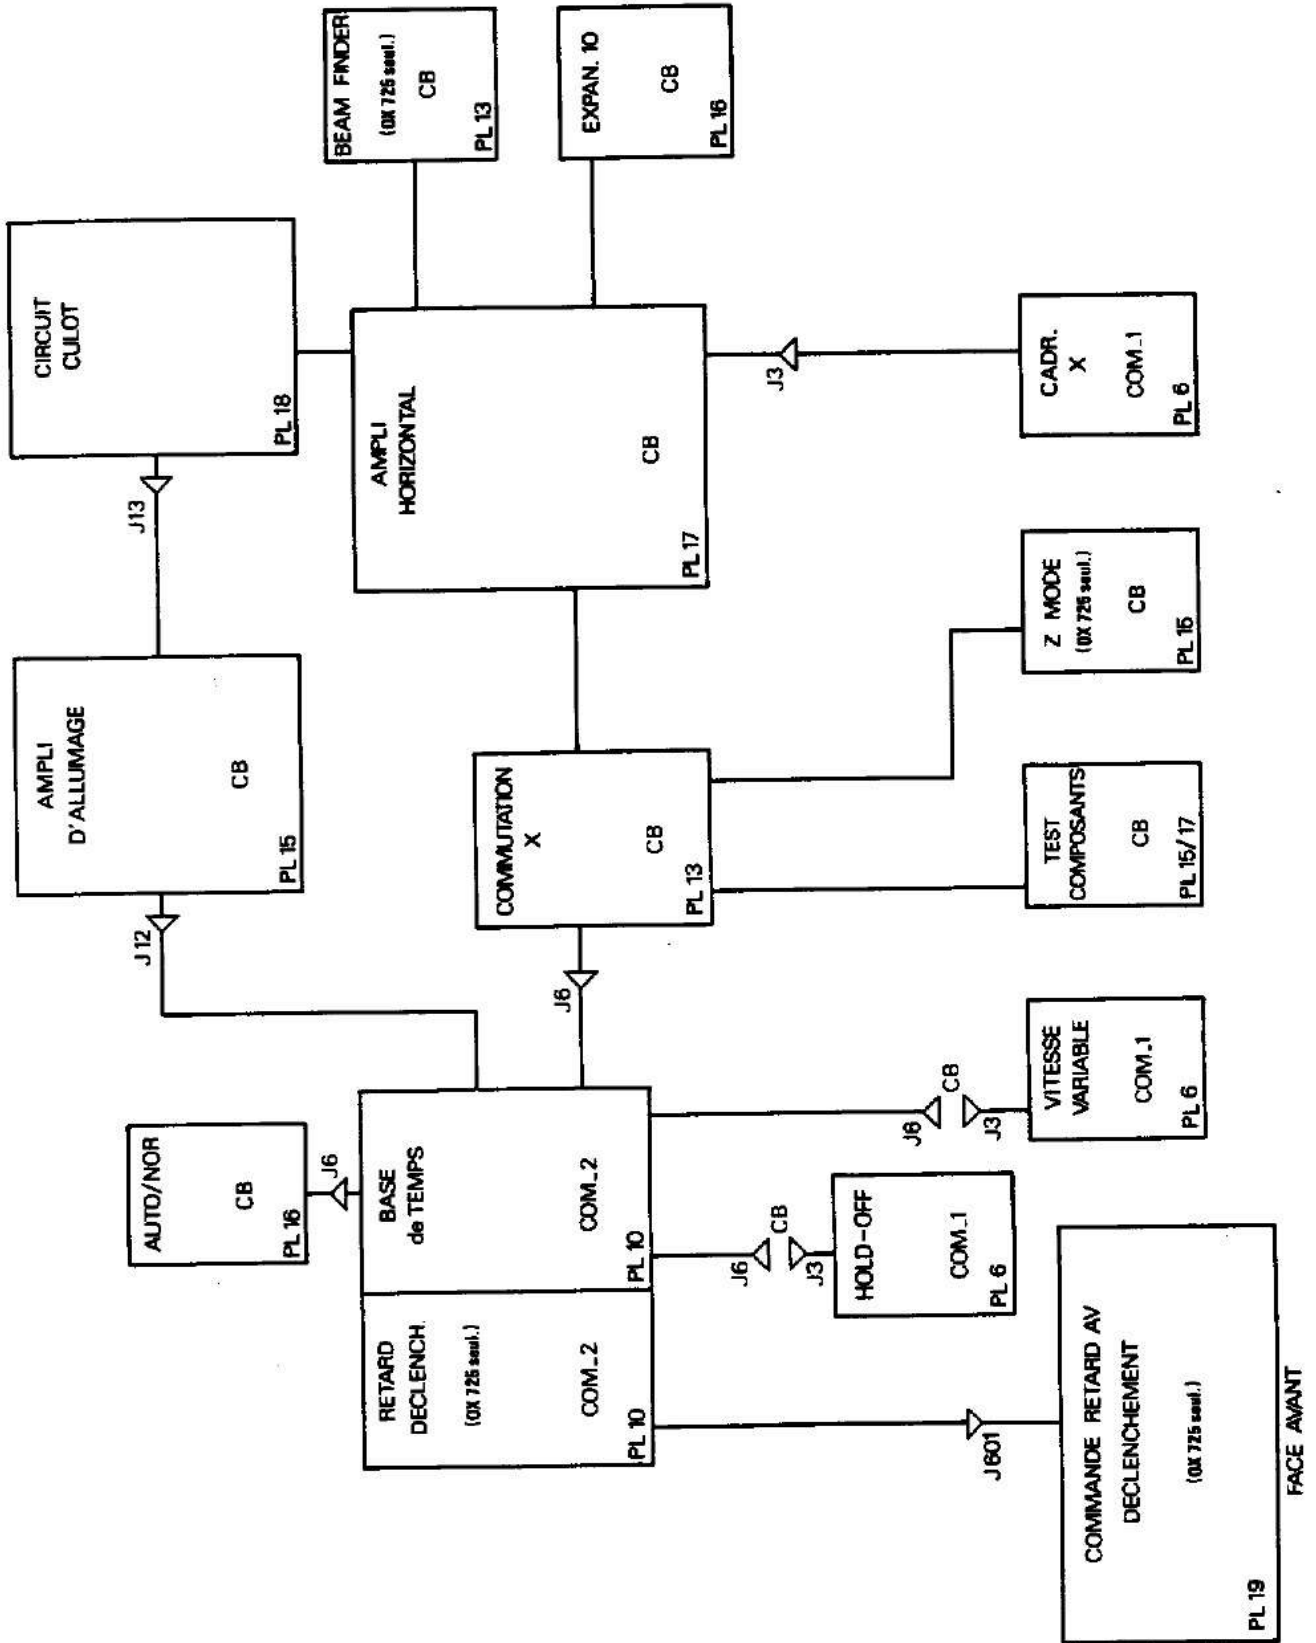 CIRCUIT
CULOT
PL 18
BEAM FINDER
(OX 725 seul.)
CB
PL 13
EXPAN. 10
CB
PL 16
J13
AMPLI
HORIZONTAL
CB
PL 17
J3
CADR.
X
COM_1
PL 6
AMPLI
D'ALLUMAGE
CB
PL 15
J12
COMMUTATION
X
CB
PL 13
J6
Z MODE
(OX 725 seul.)
CB
PL 15
TEST
COMPOSANTS
CB
PL 15/17
AUTO/NOR
CB
PL 16
J6
BASE
de TEMPS
COM_2
PL 10
J6
CB
J3
VITESSE
VARIABLE
COM_1
PL 6
J6
CB
J3
HOLD-OFF
COM_1
PL 6
RETARD
DECLENCH.
(OX 725 seul.)
COM_2
PL 10
J601
COMMANDE RETARD AV
DECLENCHEMENT
(OX 725 seul.)
PL 19
FACE AVANT